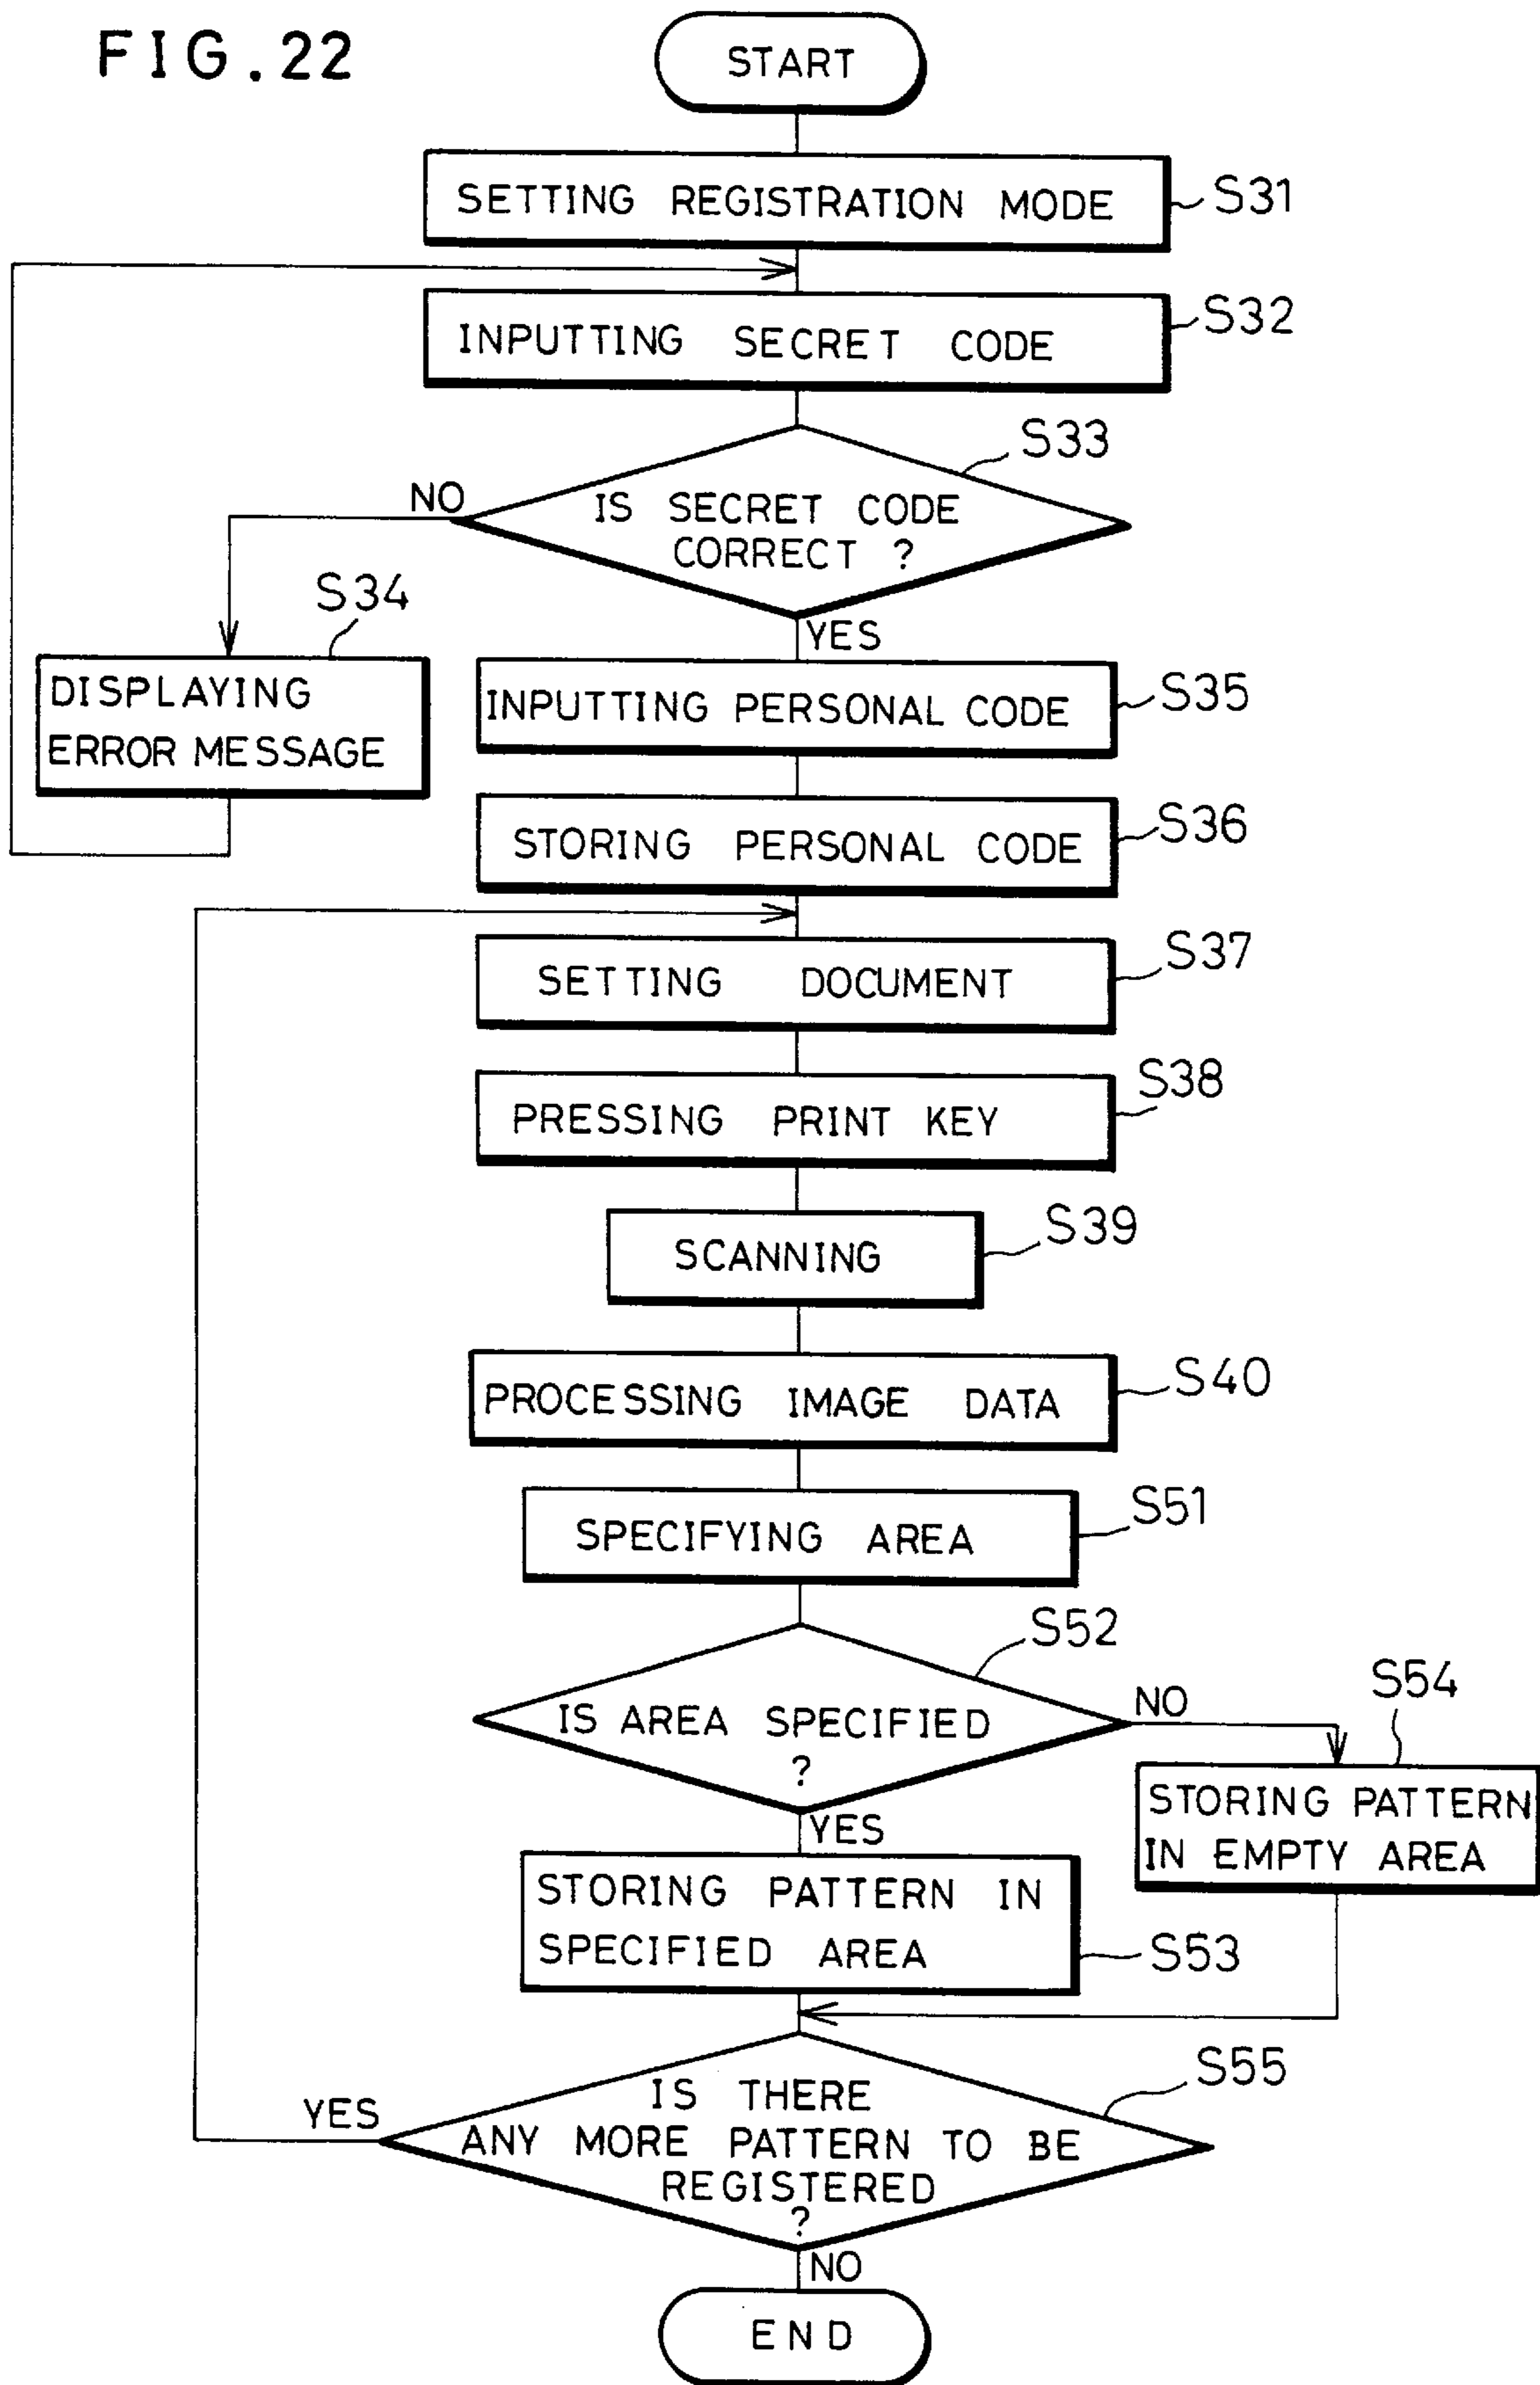 FIG.22
START
SETTING REGISTRATION MODE
S31
INPUTTING SECRET CODE
S32
S33
NO
IS SECRET CODE
CORRECT ?
S34
YES
DISPLAYING
ERROR MESSAGE
INPUTTING PERSONAL CODE
S35
STORING PERSONAL CODE
S36
SETTING DOCUMENT
S37
PRESSING PRINT KEY
S38
SCANNING
S39
PROCESSING IMAGE DATA
S40
SPECIFYING AREA
S51
S52
IS AREA SPECIFIED
?
NO
S54
STORING PATTERN
IN EMPTY AREA
YES
STORING PATTERN IN
SPECIFIED AREA
S53
S55
YES
IS THERE
ANY MORE PATTERN TO BE
REGISTERED
?
NO
END